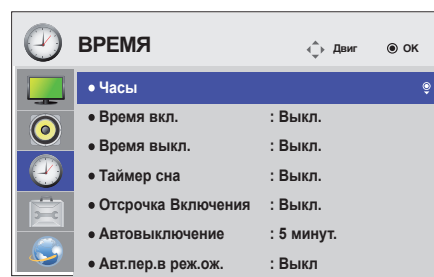 ВРЕМЯ
Двиг
ОК
● Часы
● Время вкл. : Выкл.
● Время выкл. : Выкл.
● Таймер сна : Выкл.
● Отсрочка Включения : Выкл.
● Автовыключение : 5 минут.
● Авт.пер.в реж.ож. : Выкл